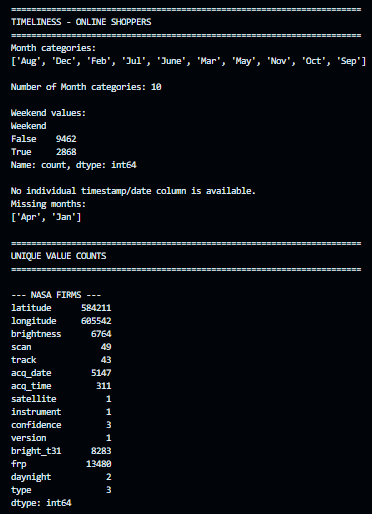 ======================================================================
TIMELINESS - ONLINE SHOPPERS
======================================================================
Month categories:
['Aug', 'Dec', 'Feb', 'Jul', 'June', 'Mar', 'May', 'Nov', 'Oct', 'Sep']
Number of Month categories: 10
Weekend values:
Weekend
False    9462
True     2868
Name: count, dtype: int64
No individual timestamp/date column is available.
Missing months:
['Apr', 'Jan']
======================================================================
UNIQUE VALUE COUNTS
======================================================================
--- NASA FIRMS ---
latitude      584211
longitude     605542
brightness      6764
scan              49
track             43
acq_date        5147
acq_time         311
satellite          1
instrument         1
confidence         3
version            1
bright_t31      8283
frp            13480
daynight           2
type               3
dtype: int64